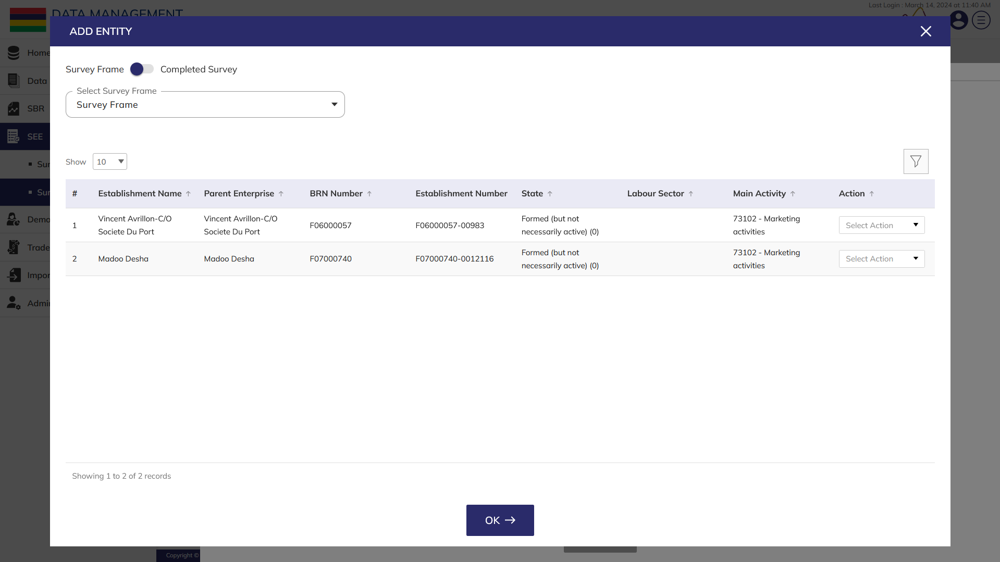 DATA MANAGEMENT
Last Login : March 14, 2024 at 11:40 AM
ADD ENTITY
Home
Data
SBR
SEE
Sur
Sur
Demo
Trade
Impor
Admi
Survey Frame
Completed Survey
Select Survey Frame
Survey Frame
Show 10
# Establishment Name Parent Enterprise BRN Number Establishment Number State Labour Sector Main Activity Action
1 Vincent Avrillon-C/O Societe Du Port Vincent Avrillon-C/O Societe Du Port F06000057 F06000057-00983 Formed (but not necessarily active) (0) 73102 - Marketing activities Select Action
2 Madoo Desha Madoo Desha F07000740 F07000740-0012116 Formed (but not necessarily active) (0) 73102 - Marketing activities Select Action
Showing 1 to 2 of 2 records
OK
Copyright ©